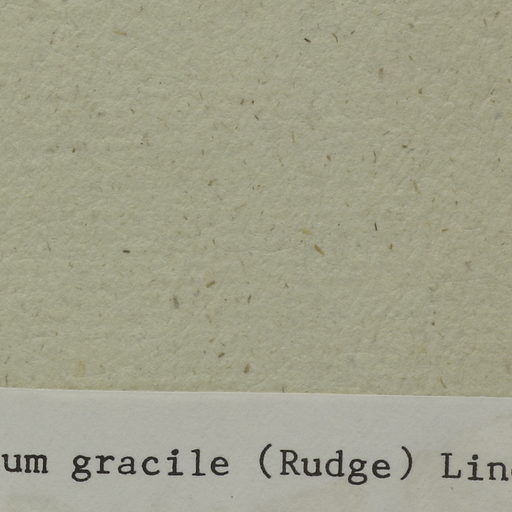 um gracile (Rudge) Lin